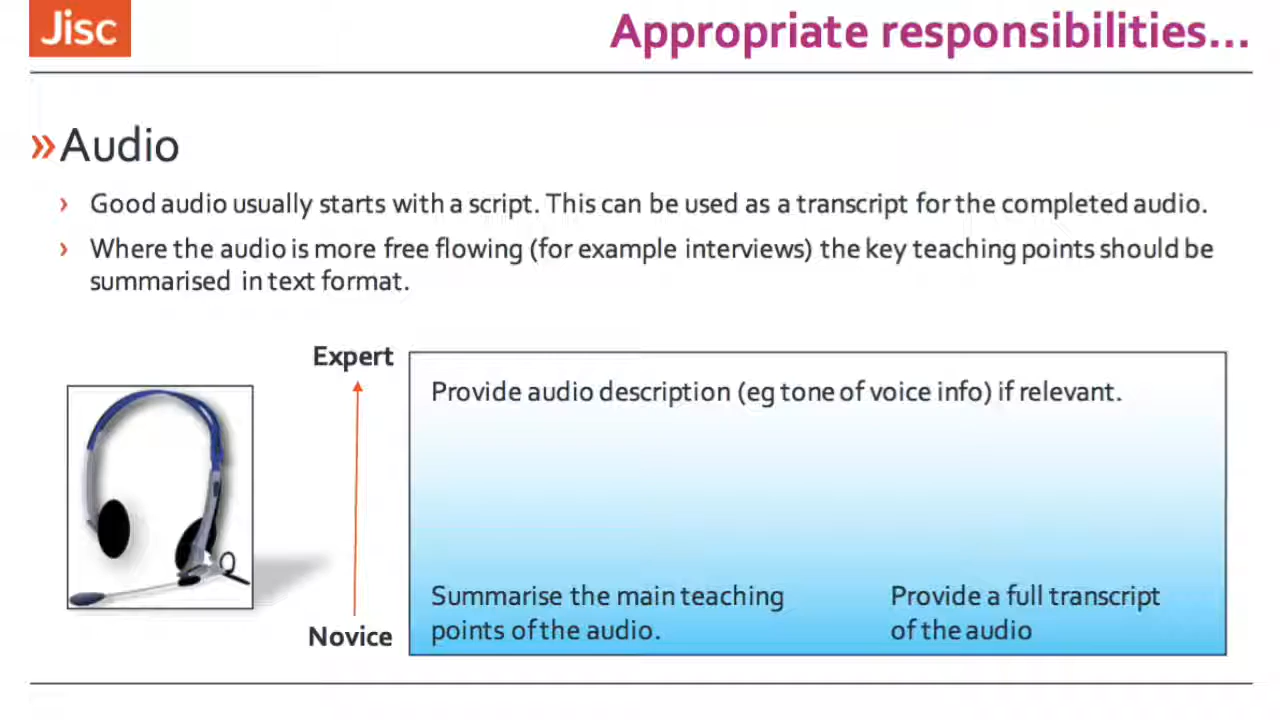 Jisc
Appropriate responsibilities...
»Audio
› Good audio usually starts with a script. This can be used as a transcript for the completed audio.
› Where the audio is more free flowing (for example interviews) the key teaching points should be
summarised in text format.
Expert
Provide audio description (eg tone of voice info) if relevant.
Summarise the main teaching
points of the audio.
Provide a full transcript
of the audio
Novice